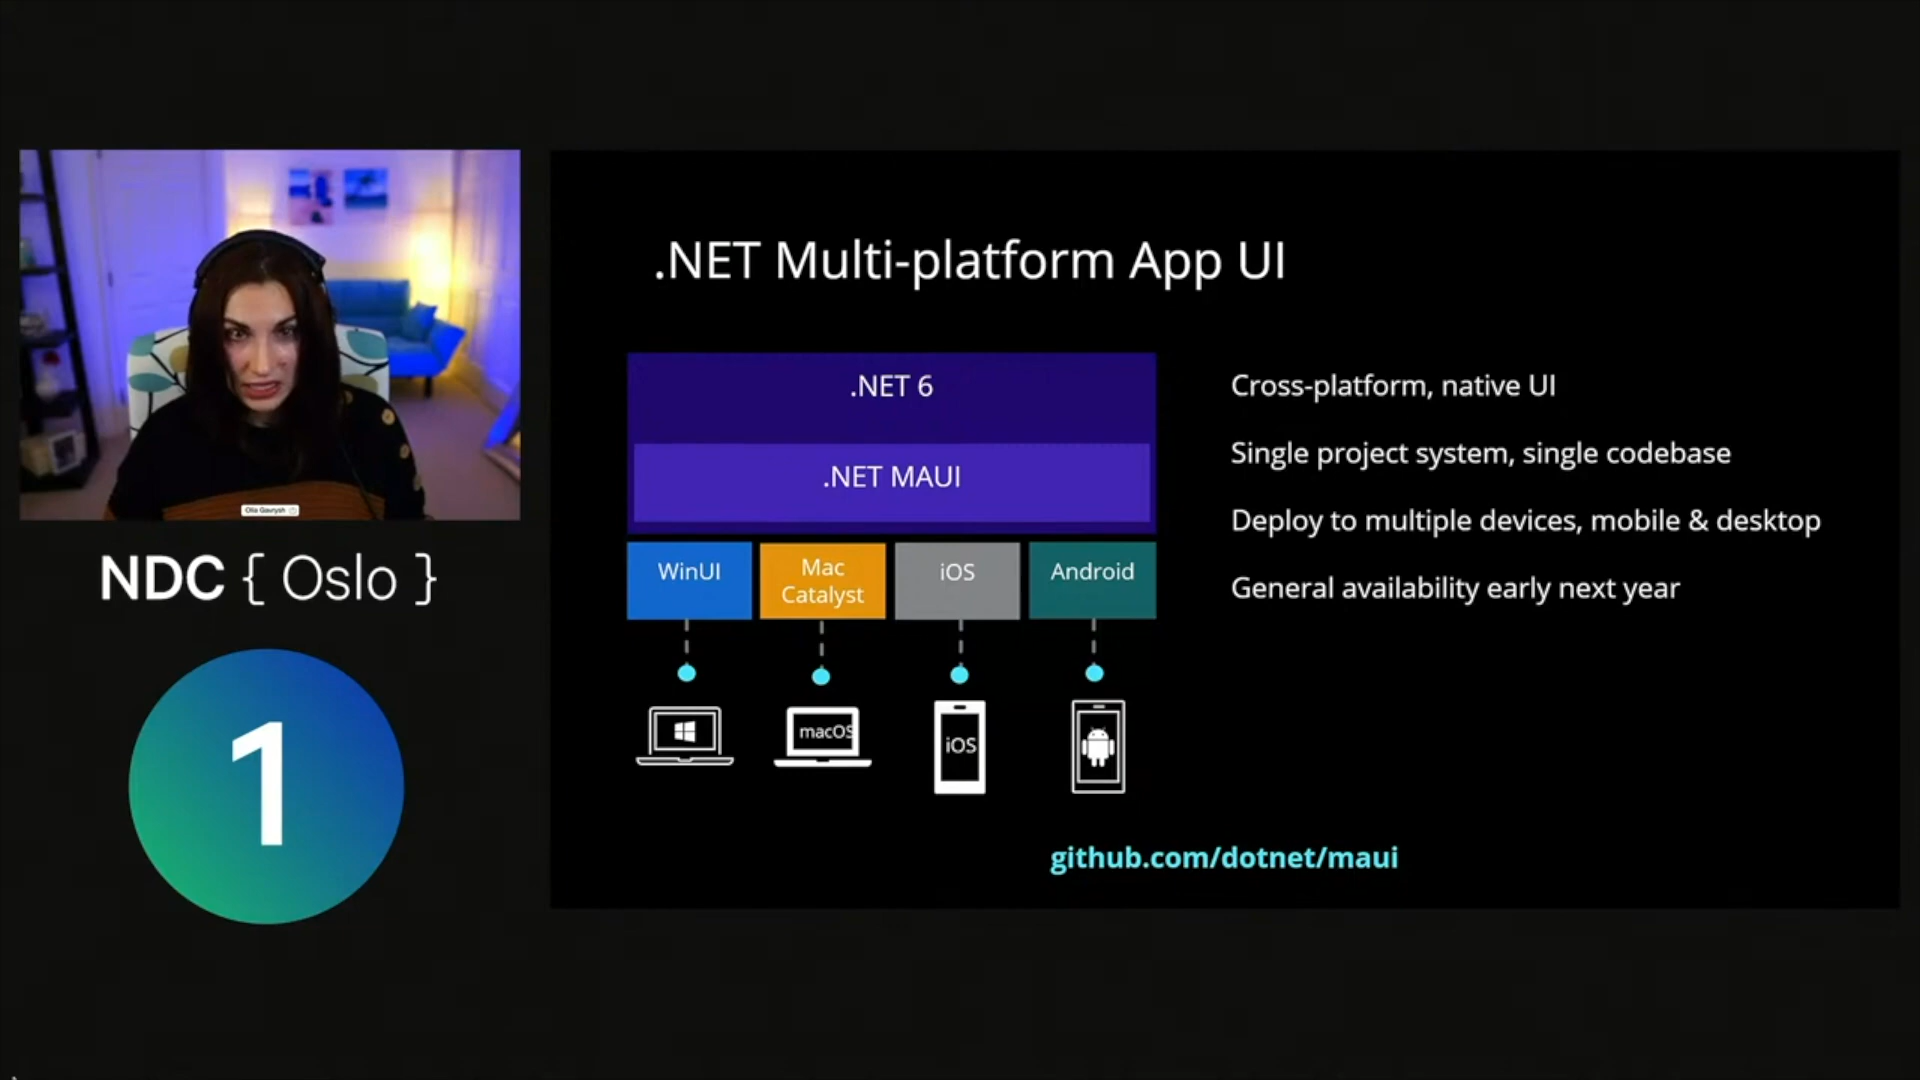 Olia Gavrysh
NDC { Oslo }
1
.NET Multi-platform App UI
.NET 6
.NET MAUI
WinUI
Mac
Catalyst
iOS
Android
macOS
iOS
Cross-platform, native UI
Single project system, single codebase
Deploy to multiple devices, mobile & desktop
General availability early next year
github.com/dotnet/maui